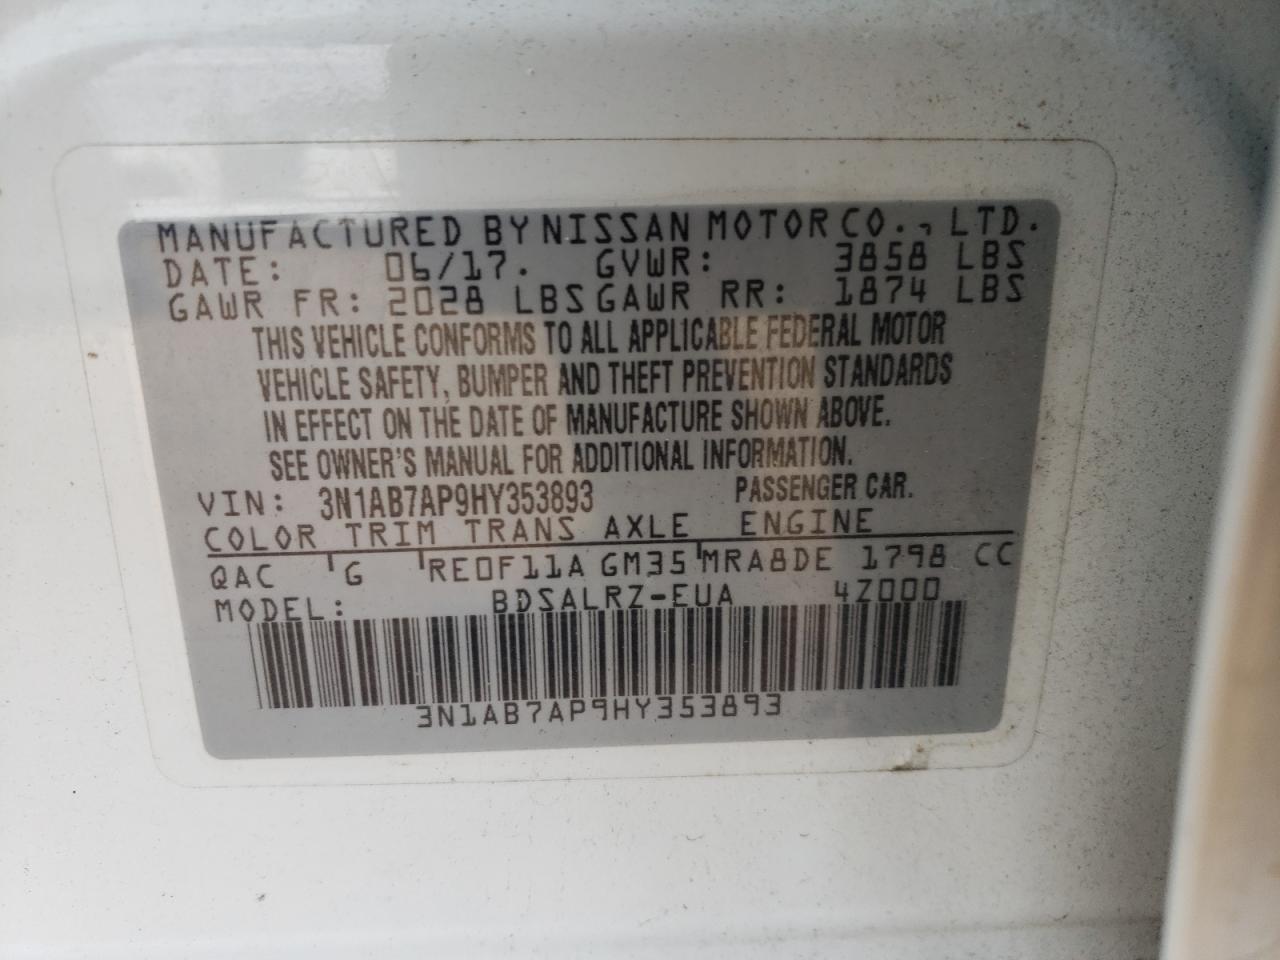 MANUFACTURED BY NISSAN MOTOR CO., LTD.
DATE: 06/17. GVWR: 3858 LBS
GAWR FR: 2028 LBS GAWR RR: 1874 LBS
THIS VEHICLE CONFORMS TO ALL APPLICABLE FEDERAL MOTOR
VEHICLE SAFETY, BUMPER AND THEFT PREVENTION STANDARDS
IN EFFECT ON THE DATE OF MANUFACTURE SHOWN ABOVE.
SEE OWNER'S MANUAL FOR ADDITIONAL INFORMATION.
VIN: 3N1AB7AP9HY353893 PASSENGER CAR.
COLOR TRIM TRANS AXLE ENGINE
QAC G RE0F11A GM35 MRA8DE 1798 CC
MODEL: BDSALRZ-EUA 4Z000
3N1AB7AP9HY353893